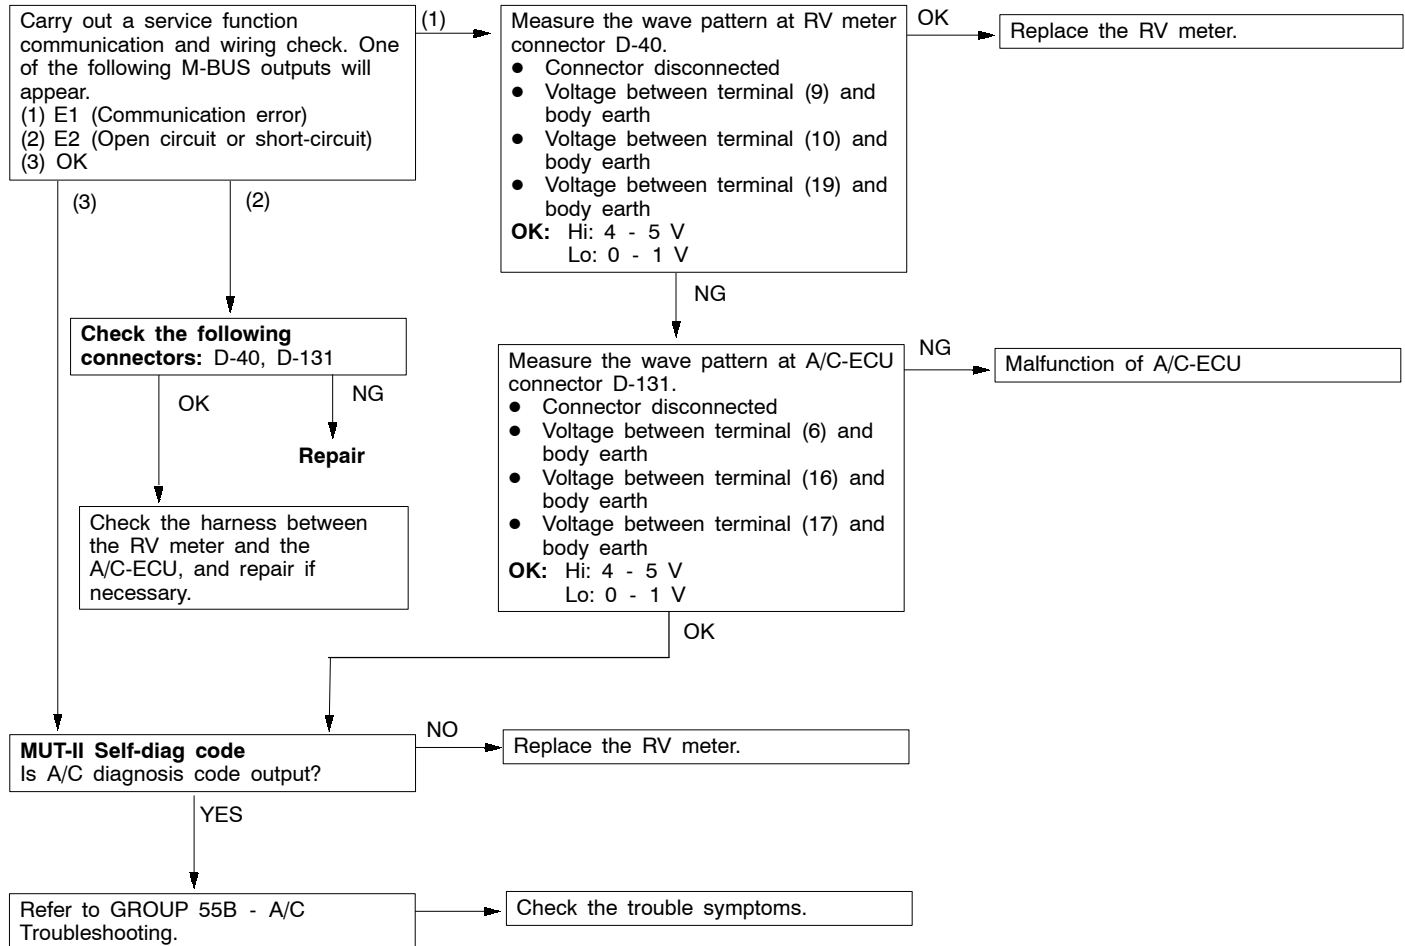 Carry out a service function
communication and wiring check. One
of the following M-BUS outputs will
appear.
(1) E1 (Communication error)
(2) E2 (Open circuit or short-circuit)
(3) OK
(1)
Measure the wave pattern at RV meter
connector D-40.
● Connector disconnected
● Voltage between terminal (9) and
body earth
● Voltage between terminal (10) and
body earth
● Voltage between terminal (19) and
body earth
OK: Hi: 4 - 5 V
Lo: 0 - 1 V
OK
Replace the RV meter.
(3)
(2)
NG
Check the following
connectors: D-40, D-131
OK
NG
Repair
Check the harness between
the RV meter and the
A/C-ECU, and repair if
necessary.
Measure the wave pattern at A/C-ECU
connector D-131.
● Connector disconnected
● Voltage between terminal (6) and
body earth
● Voltage between terminal (16) and
body earth
● Voltage between terminal (17) and
body earth
OK: Hi: 4 - 5 V
Lo: 0 - 1 V
NG
Malfunction of A/C-ECU
OK
MUT-II Self-diag code
Is A/C diagnosis code output?
NO
Replace the RV meter.
YES
Refer to GROUP 55B - A/C
Troubleshooting.
Check the trouble symptoms.